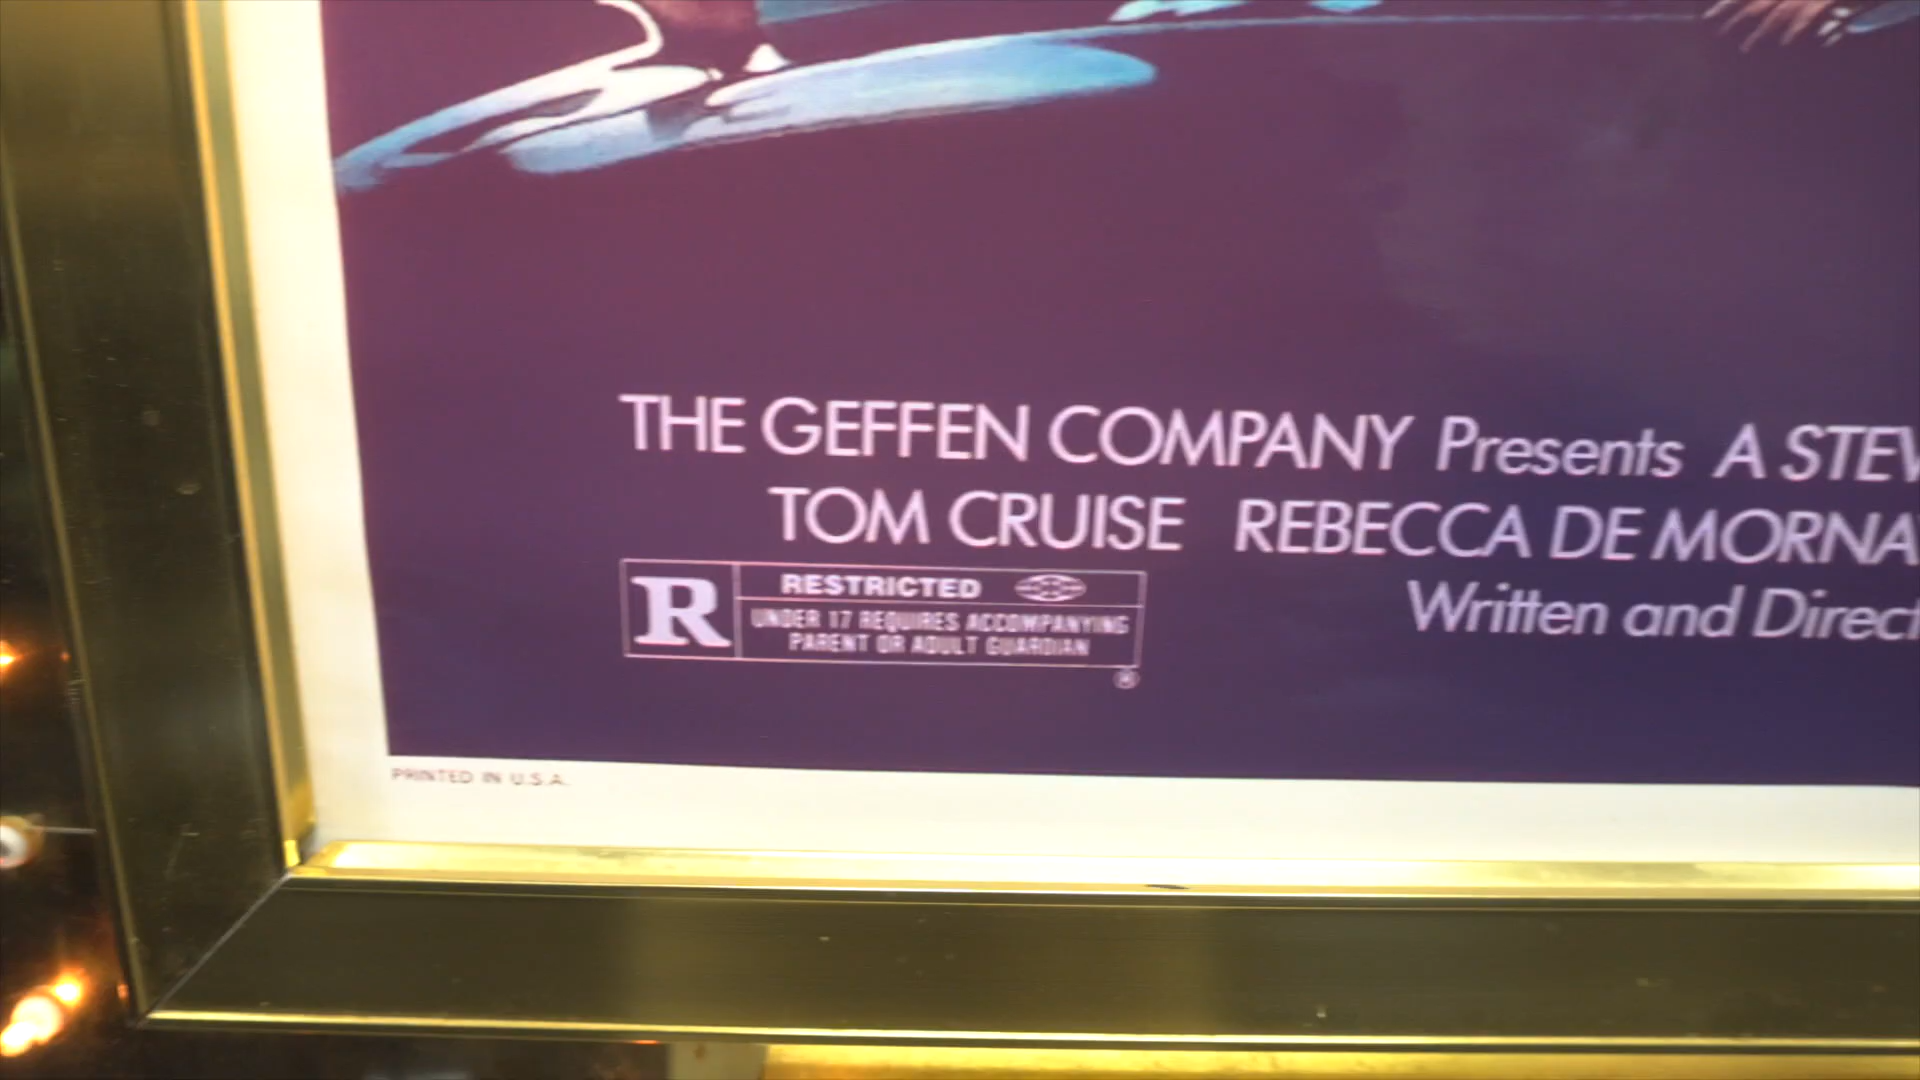 THE GEFFEN COMPANY Presents A STEV
TOM CRUISE REBECCA DE MORNA
Written and Direct
R RESTRICTED
UNDER 17 REQUIRES ACCOMPANYING
PARENT OR ADULT GUARDIAN
®
PRINTED IN U.S.A.